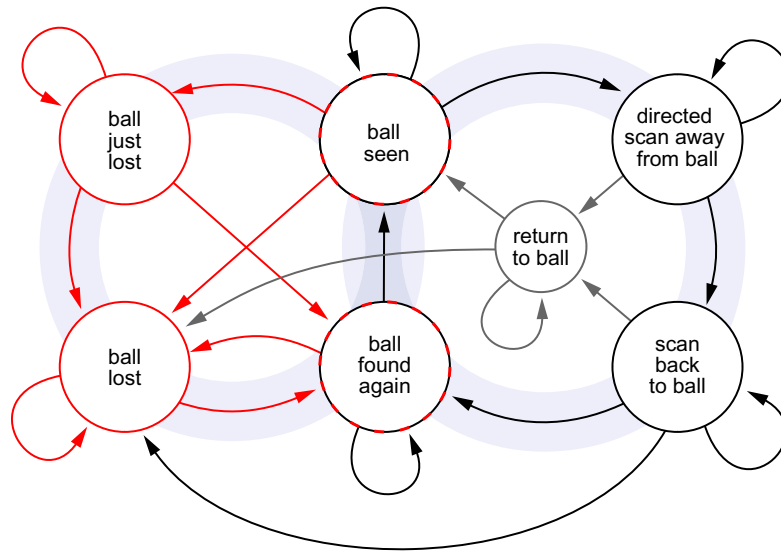 ball
just
lost
ball
seen
directed
scan away
from ball
return
to ball
ball
lost
ball
found
again
scan
back
to ball